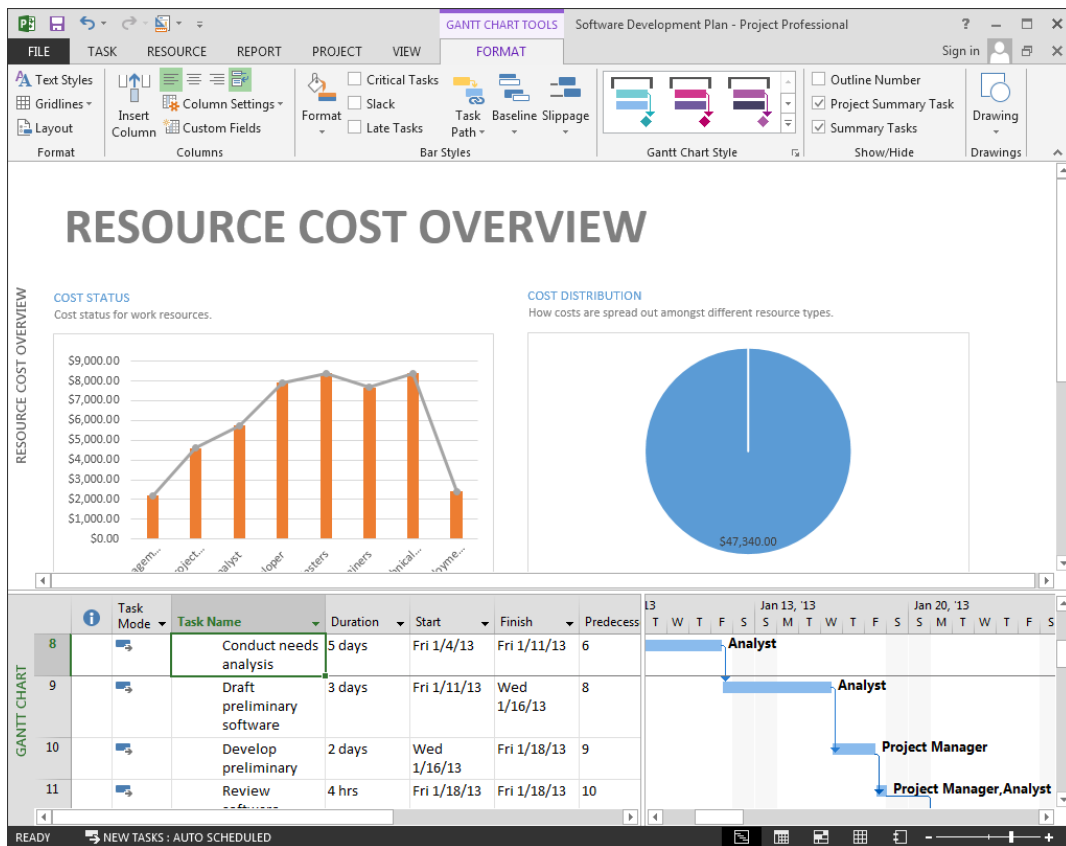 GANTT CHART TOOLS
Software Development Plan - Project Professional
?
FILE TASK RESOURCE REPORT PROJECT VIEW FORMAT
Sign in
Text Styles
Gridlines
Layout
Format
Insert Column
Column Settings
Custom Fields
Columns
Format
Critical Tasks
Slack
Late Tasks
Task Path
Baseline
Slippage
Bar Styles
Gantt Chart Style
Outline Number
Project Summary Task
Summary Tasks
Show/Hide
Drawing
Drawings
RESOURCE COST OVERVIEW
RESOURCE COST OVERVIEW
COST STATUS
Cost status for work resources.
$9,000.00
$8,000.00
$7,000.00
$6,000.00
$5,000.00
$4,000.00
$3,000.00
$2,000.00
$1,000.00
$0.00
COST DISTRIBUTION
How costs are spread out amongst different resource types.
$47,340.00
GANTT CHART
Task Mode Task Name Duration Start Finish Predecess
8 Conduct needs analysis 5 days Fri 1/4/13 Fri 1/11/13 6
9 Draft preliminary software 3 days Fri 1/11/13 Wed 1/16/13 8
10 Develop preliminary 2 days Wed 1/16/13 Fri 1/18/13 9
11 Review 4 hrs Fri 1/18/13 Fri 1/18/13 10
13 Jan 13, '13 Jan 20, '13
T W T F S S M T W T F S S M T W T F S
Analyst
Analyst
Project Manager
Project Manager,Analyst
READY NEW TASKS : AUTO SCHEDULED